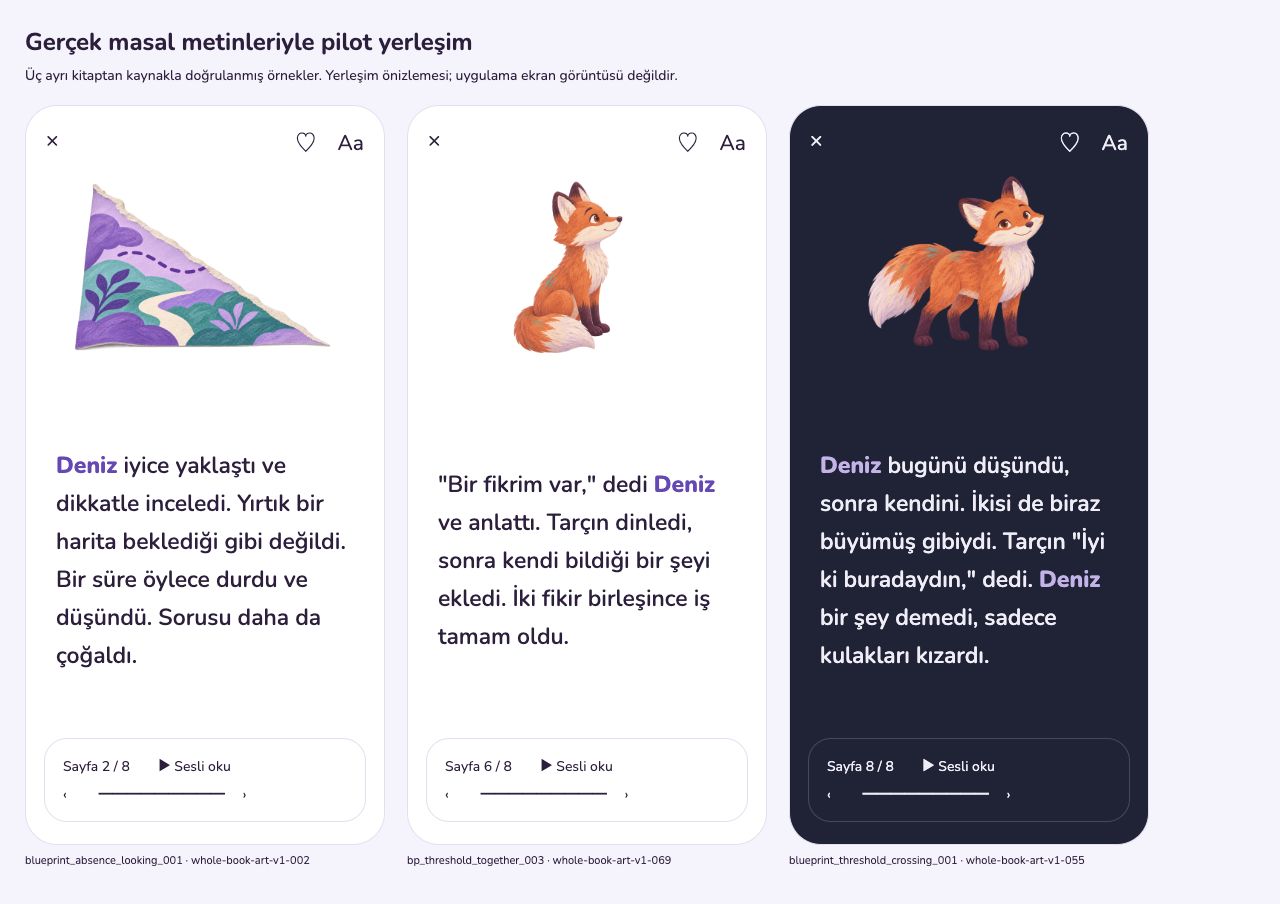 Gerçek masal metinleriyle pilot yerleşim
Üç ayrı kitaptan kaynakla doğrulanmış örnekler. Yerleşim önizlemesi; uygulama ekran görüntüsü değildir.
× ♡ Aa
Deniz iyice yaklaştı ve
dikkatle inceledi. Yırtık bir
harita beklediği gibi değildi.
Bir süre öylece durdu ve
düşündü. Sorusu daha da
çoğaldı.
Sayfa 2 / 8 ▶ Sesli oku
‹ ›
blueprint_absence_looking_001 · whole-book-art-v1-002
× ♡ Aa
"Bir fikrim var," dedi Deniz
ve anlattı. Tarçın dinledi,
sonra kendi bildiği bir şeyi
ekledi. İki fikir birleşince iş
tamam oldu.
Sayfa 6 / 8 ▶ Sesli oku
‹ ›
bp_threshold_together_003 · whole-book-art-v1-069
× ♡ Aa
Deniz bugünü düşündü,
sonra kendini. İkisi de biraz
büyümüş gibiydi. Tarçın "İyi
ki buradaydın," dedi. Deniz
bir şey demedi, sadece
kulakları kızardı.
Sayfa 8 / 8 ▶ Sesli oku
‹ ›
blueprint_threshold_crossing_001 · whole-book-art-v1-055